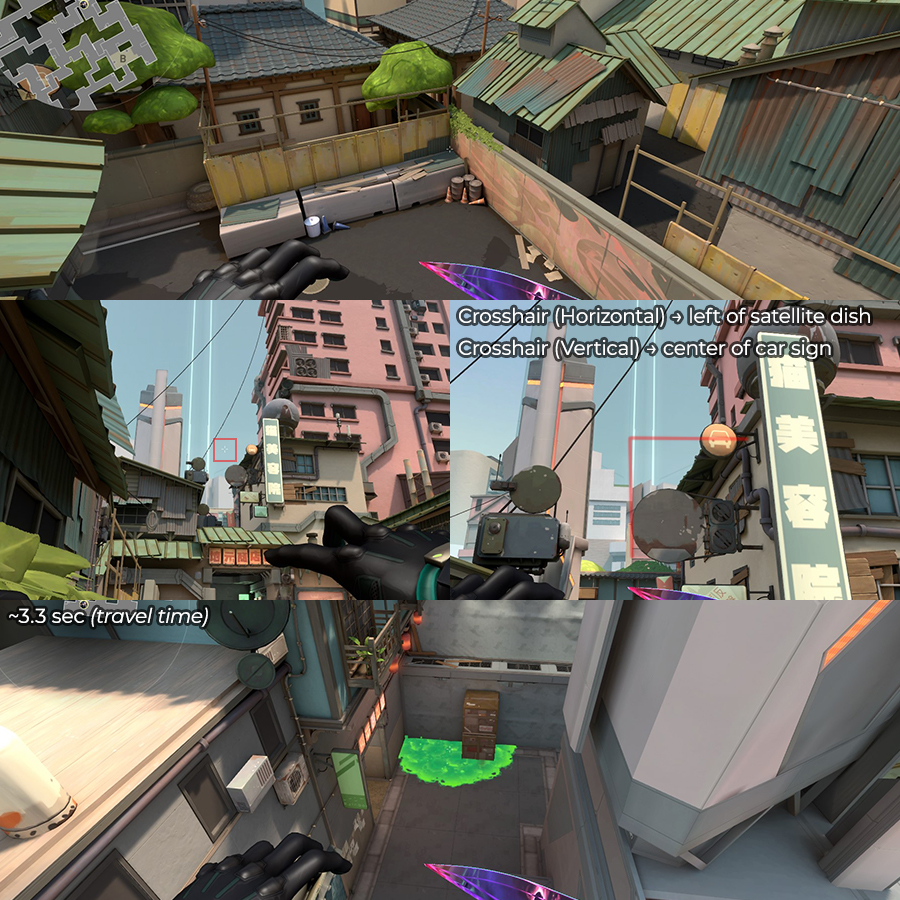 B
Crosshair (Horizontal) → left of satellite dish
Crosshair (Vertical) → center of car sign
美
容
院
~3.3 sec (travel time)